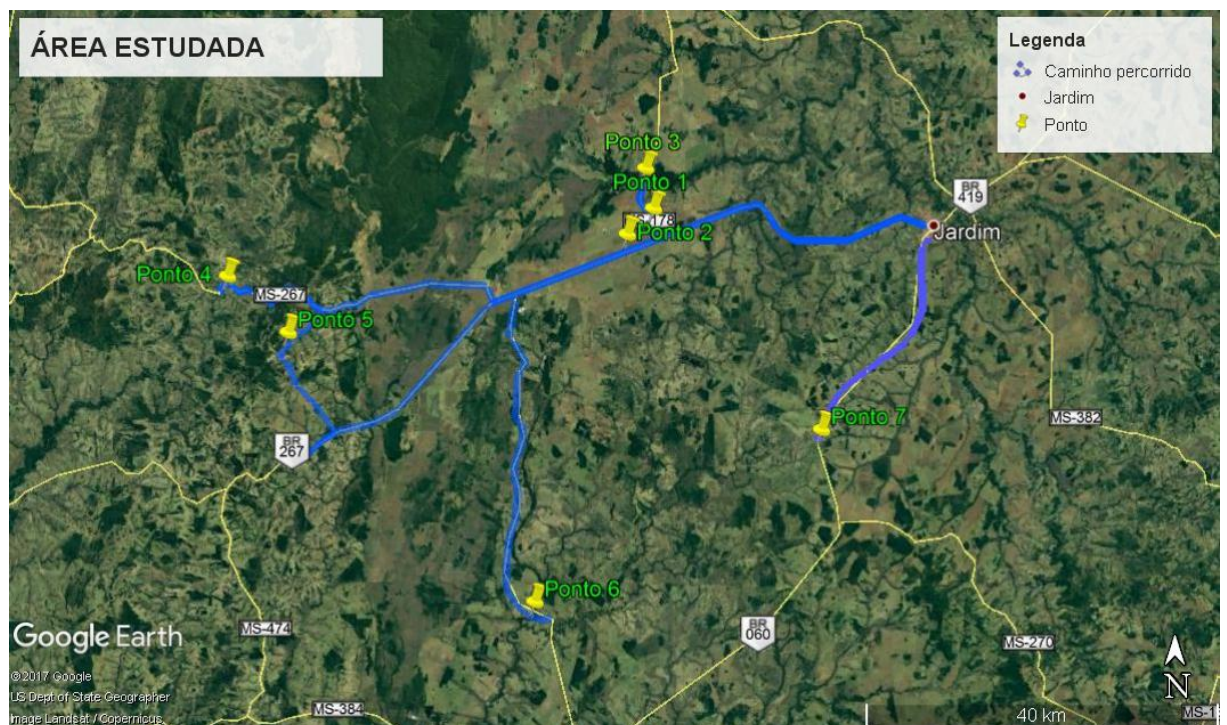 ÁREA ESTUDADA
Legenda
Caminho percorrido
Jardim
Ponto
Ponto 3
Ponto 1
MS-178
Ponto 2
BR
419
Jardim
Ponto 4
MS-267
Ponto 5
Ponto 7
MS-382
BR
267
Ponto 6
Google Earth
MS-474
BR
060
MS-270
N
©2017 Google
US Dept of State Geographer
Image Landsat / Copernicus
MS-384
40 km